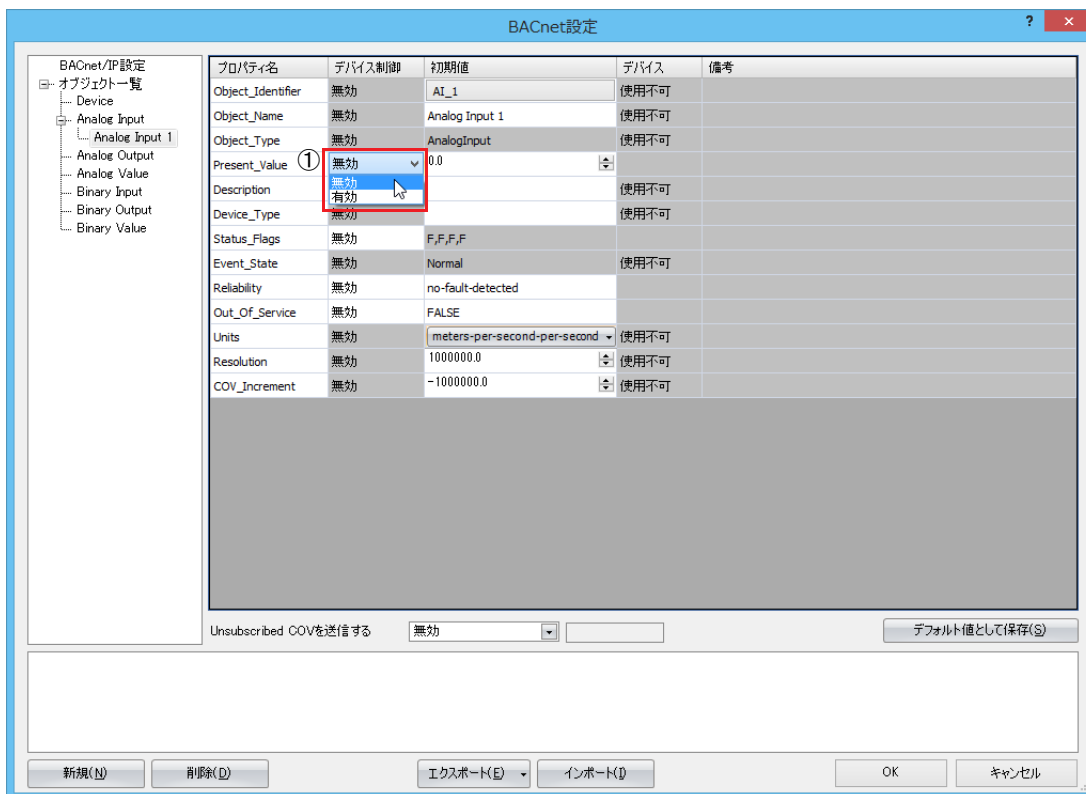 BACnet設定
? ×
BACnet/IP設定
オブジェクト一覧
Device
Analog Input
Analog Input 1
Analog Output
Analog Value
Binary Input
Binary Output
Binary Value
プロパティ名 デバイス制御 初期値 デバイス 備考
Object_Identifier 無効 AI_1 使用不可
Object_Name 無効 Analog Input 1 使用不可
Object_Type 無効 AnalogInput 使用不可
Present_Value ① 無効 0.0
無効
有効
Description 使用不可
Device_Type 無効 使用不可
Status_Flags 無効 F,F,F,F
Event_State 無効 Normal 使用不可
Reliability 無効 no-fault-detected
Out_Of_Service 無効 FALSE
Units 無効 meters-per-second-per-second 使用不可
Resolution 無効 1000000.0 使用不可
COV_Increment 無効 -1000000.0 使用不可
Unsubscribed COVを送信する 無効 デフォルト値として保存(S)
新規(N) 削除(D) エクスポート(E) インポート(I) OK キャンセル